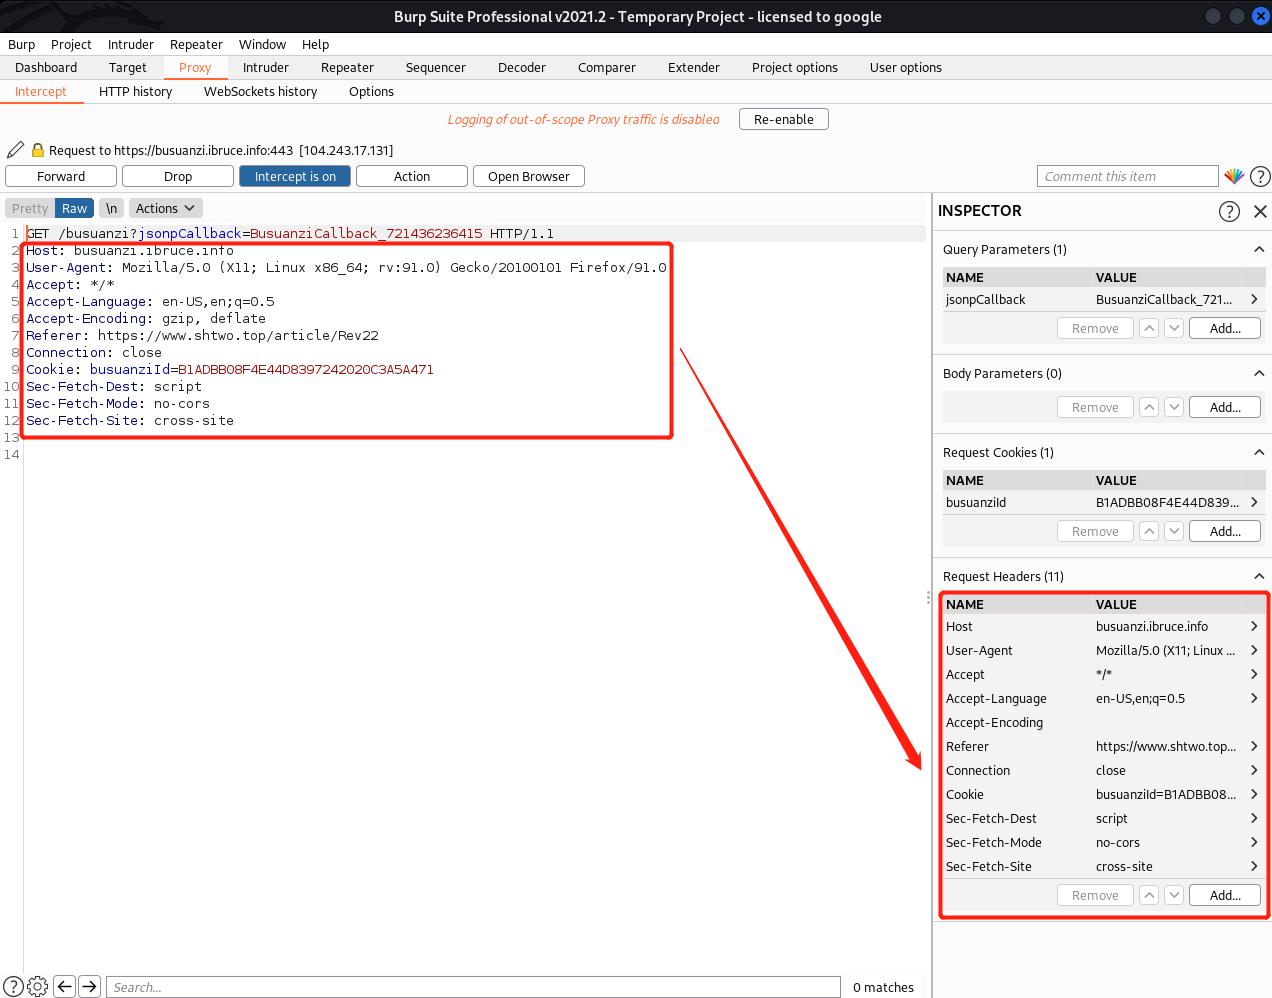 Burp Suite Professional v2021.2 - Temporary Project - licensed to google
Burp Project Intruder Repeater Window Help
Dashboard Target Proxy Intruder Repeater Sequencer Decoder Comparer Extender Project options User options
Intercept HTTP history WebSockets history Options
Logging of out-of-scope Proxy traffic is disabled Re-enable
Request to https://busuanzi.ibruce.info:443 [104.243.17.131]
Forward Drop Intercept is on Action Open Browser Comment this item
Pretty Raw \n Actions
1 GET /busuanzi?jsonpCallback=BusuanziCallback_721436236415 HTTP/1.1
2 Host: busuanzi.ibruce.info
3 User-Agent: Mozilla/5.0 (X11; Linux x86_64; rv:91.0) Gecko/20100101 Firefox/91.0
4 Accept: */*
5 Accept-Language: en-US,en;q=0.5
6 Accept-Encoding: gzip, deflate
7 Referer: https://www.shtwo.top/article/Rev22
8 Connection: close
9 Cookie: busuanziId=B1ADBB08F4E44D8397242020C3A5A471
10 Sec-Fetch-Dest: script
11 Sec-Fetch-Mode: no-cors
12 Sec-Fetch-Site: cross-site
13
14
Search...
0 matches
INSPECTOR
Query Parameters (1)
NAME VALUE
jsonpCallback BusuanziCallback_721...
Remove Add...
Body Parameters (0)
Remove Add...
Request Cookies (1)
NAME VALUE
busuanziId B1ADBB08F4E44D839...
Remove Add...
Request Headers (11)
NAME VALUE
Host busuanzi.ibruce.info
User-Agent Mozilla/5.0 (X11; Linux ...
Accept */*
Accept-Language en-US,en;q=0.5
Accept-Encoding
Referer https://www.shtwo.top...
Connection close
Cookie busuanziId=B1ADBB08...
Sec-Fetch-Dest script
Sec-Fetch-Mode no-cors
Sec-Fetch-Site cross-site
Remove Add...